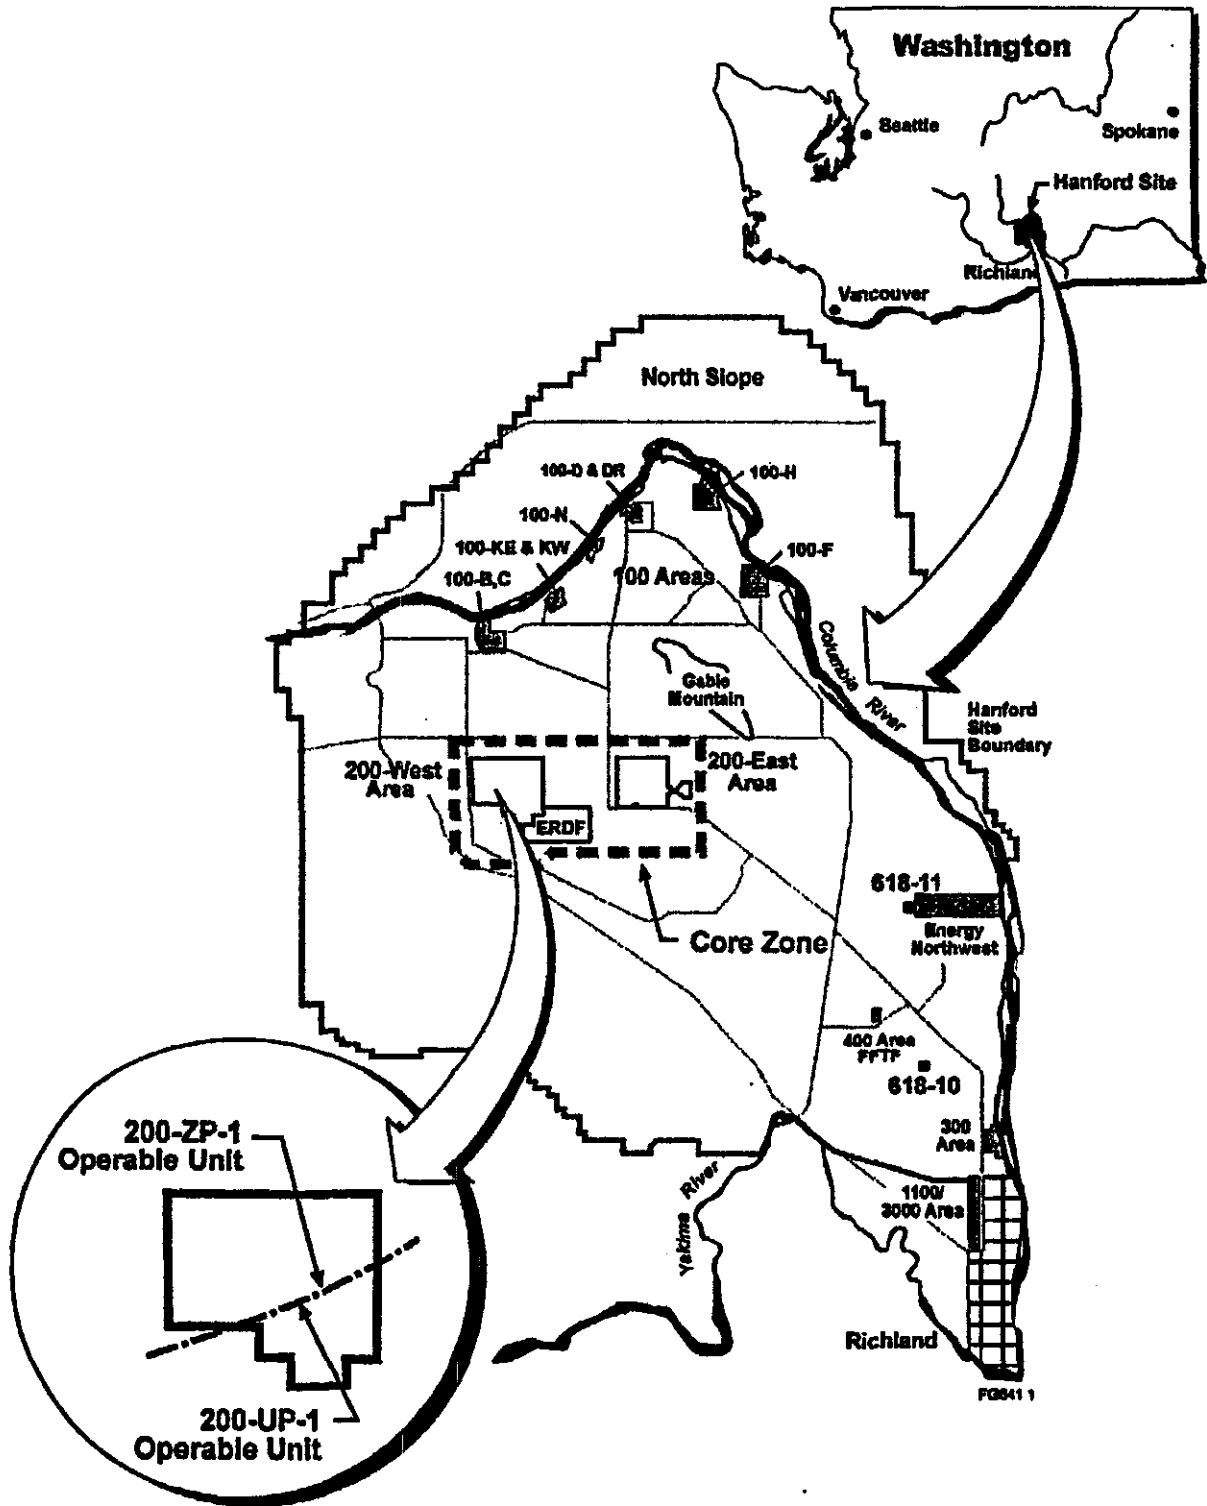 Washington
Seattle
Spokane
Hanford Site
Richland
Vancouver
North Slope
100-D & DR
100-H
100-N
100-KE & KW
100-F
100-B,C
100 Areas
Columbia River
Gable
Mountain
Hanford
Site
Boundary
200-West
Area
200-East
Area
ERDF
618-11
Energy
Northwest
Core Zone
400 Area
FFTF
618-10
300
Area
200-ZP-1
Operable Unit
1100/
3000 Area
Yakima River
Richland
FG641 1
200-UP-1
Operable Unit